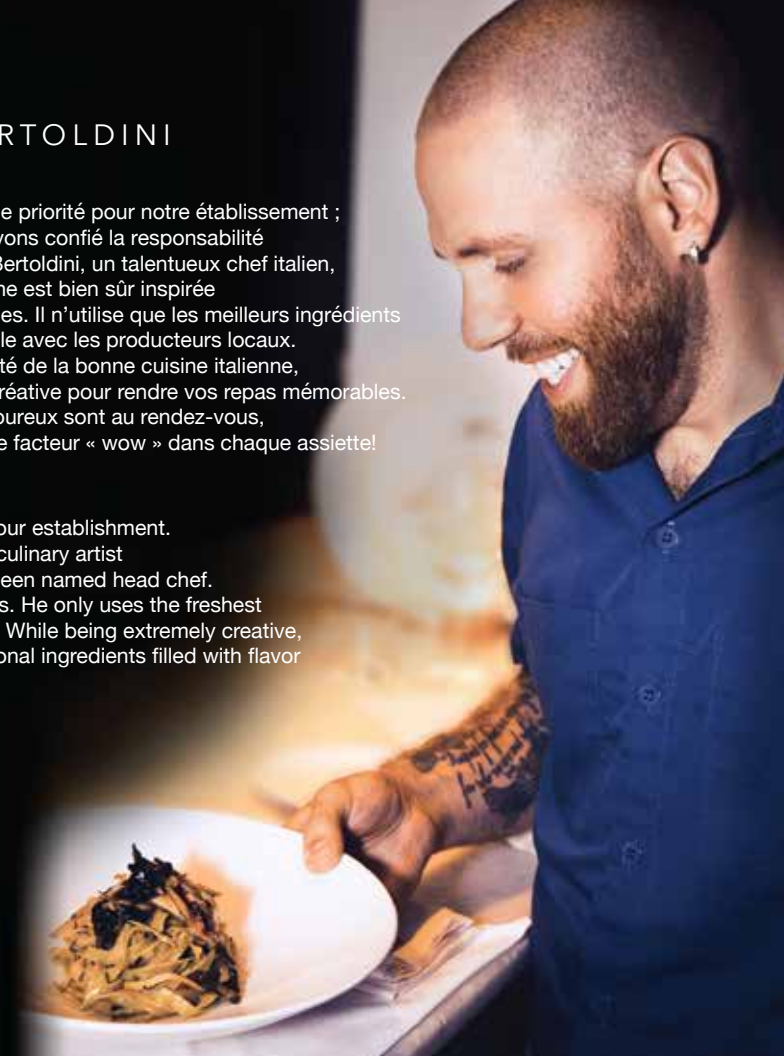 RTOLDINI
e priorité pour notre établissement ;
vons confié la responsabilité
Bertoldini, un talentueux chef italien,
ne est bien sûr inspirée
es. Il n’utilise que les meilleurs ingrédients
le avec les producteurs locaux.
té de la bonne cuisine italienne,
réative pour rendre vos repas mémorables.
oureux sont au rendez-vous,
e facteur « wow » dans chaque assiette!
our establishment.
culinary artist
een named head chef.
s. He only uses the freshest
While being extremely creative,
onal ingredients filled with flavor